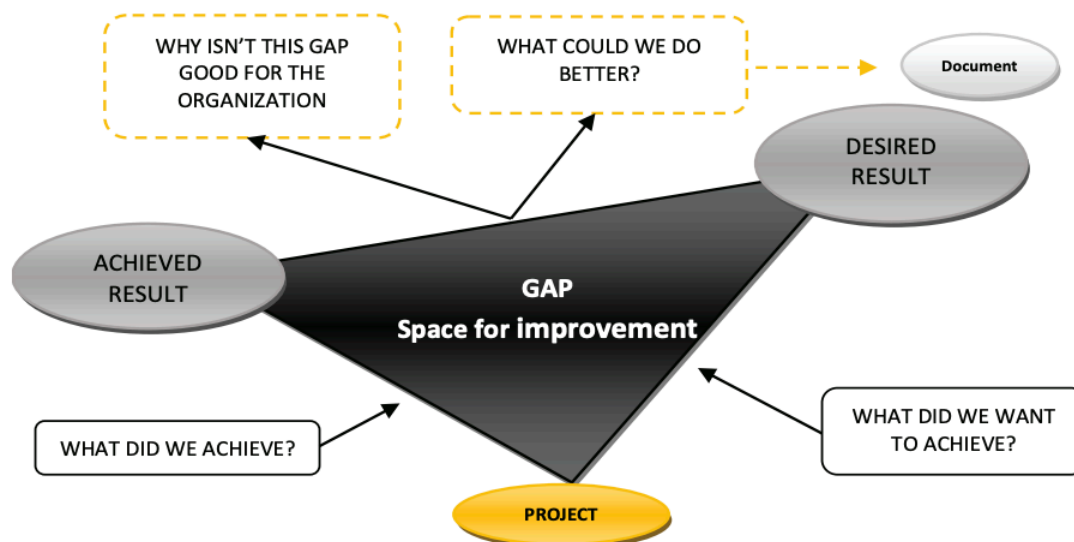 WHY ISN'T THIS GAP
GOOD FOR THE
ORGANIZATION
WHAT COULD WE DO
BETTER?
Document
DESIRED
RESULT
ACHIEVED
RESULT
GAP
Space for improvement
WHAT DID WE ACHIEVE?
WHAT DID WE WANT
TO ACHIEVE?
PROJECT